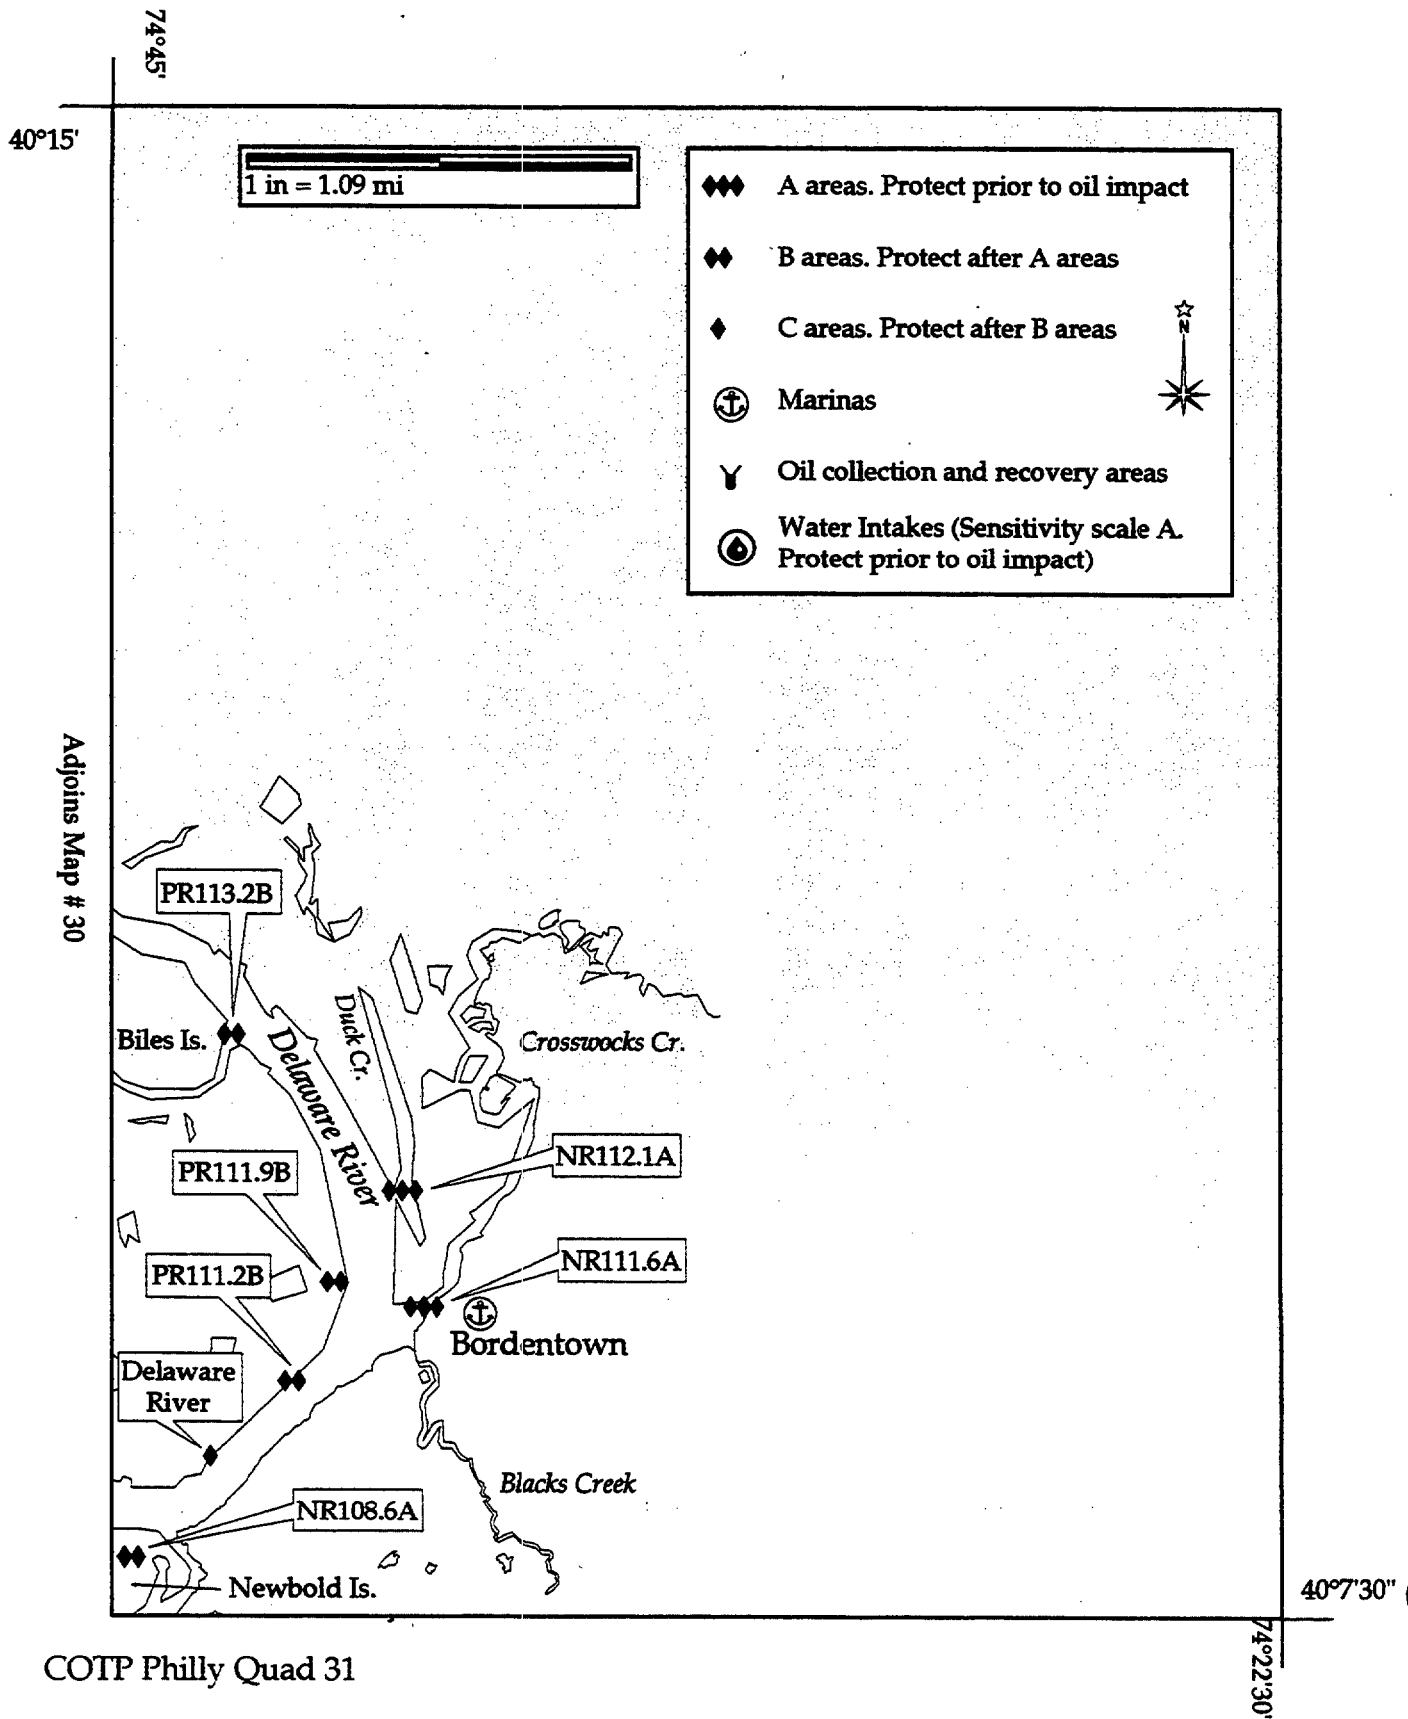 74°45'
40°15'
1 in = 1.09 mi
A areas. Protect prior to oil impact
B areas. Protect after A areas
C areas. Protect after B areas
N
Marinas
Oil collection and recovery areas
Water Intakes (Sensitivity scale A.
Protect prior to oil impact)
Adjoins Map # 30
PR113.2B
Biles Is.
Delaware River
Duck Cr.
Crosswocks Cr.
NR112.1A
PR111.9B
NR111.6A
PR111.2B
Bordentown
Delaware
River
Blacks Creek
NR108.6A
Newbold Is.
40°7'30"
74°22'30'
COTP Philly Quad 31